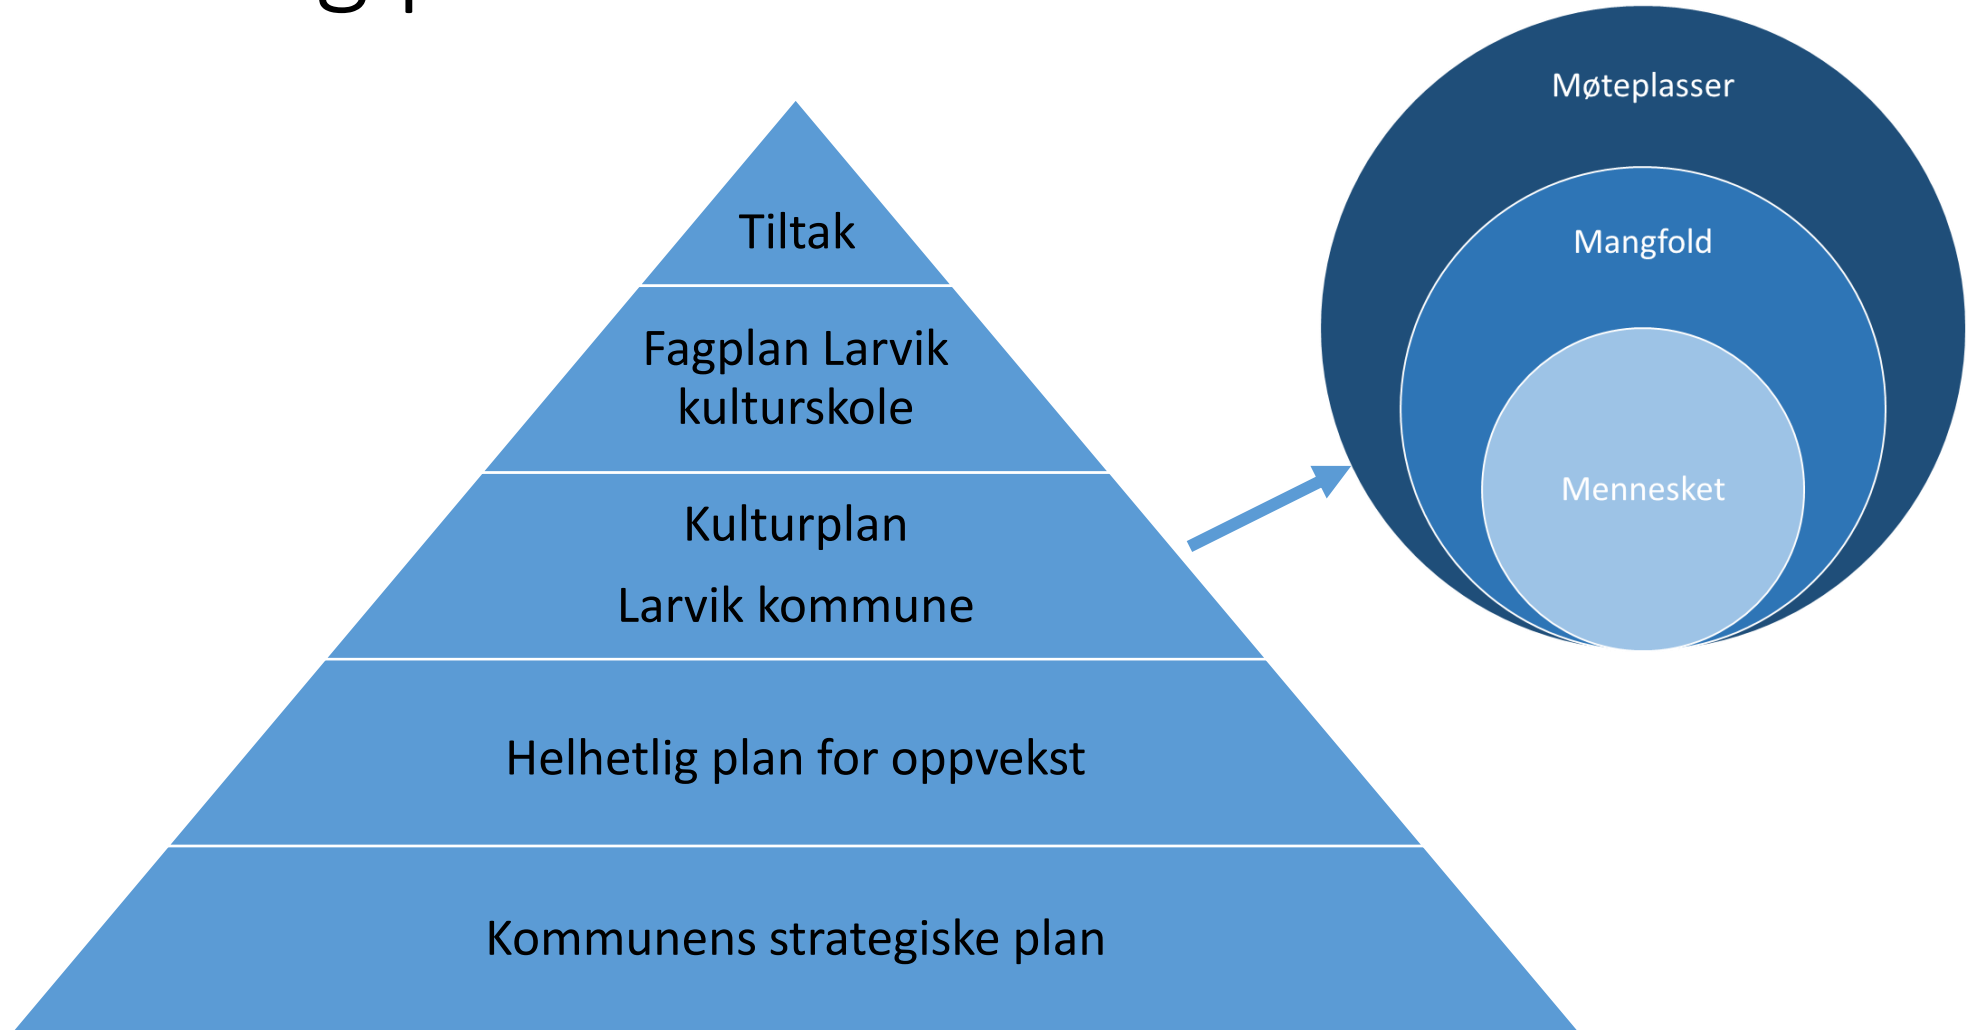 Tiltak
Fagplan Larvik
kulturskole
Kulturplan
Larvik kommune
Helhetlig plan for oppvekst
Kommunens strategiske plan
Møteplasser
Mangfold
Mennesket